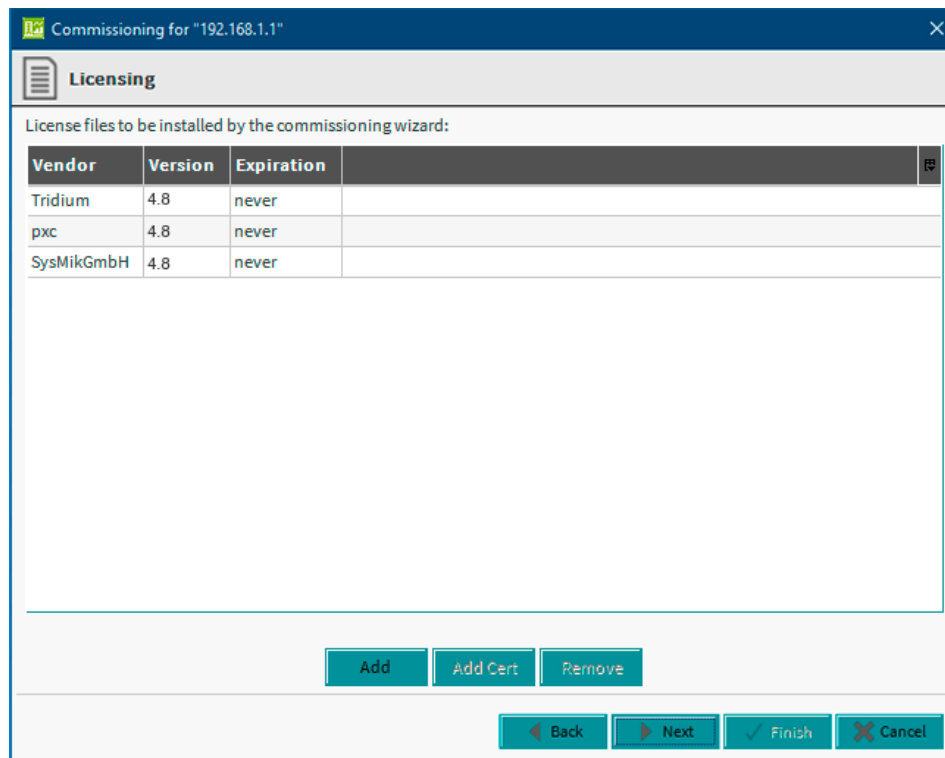 Commissioning for "192.168.1.1"
Licensing
License files to be installed by the commissioning wizard:
Vendor Version Expiration
Tridium 4.8 never
pxc 4.8 never
SysMikGmbH 4.8 never
Add Add Cert Remove
Back Next Finish Cancel